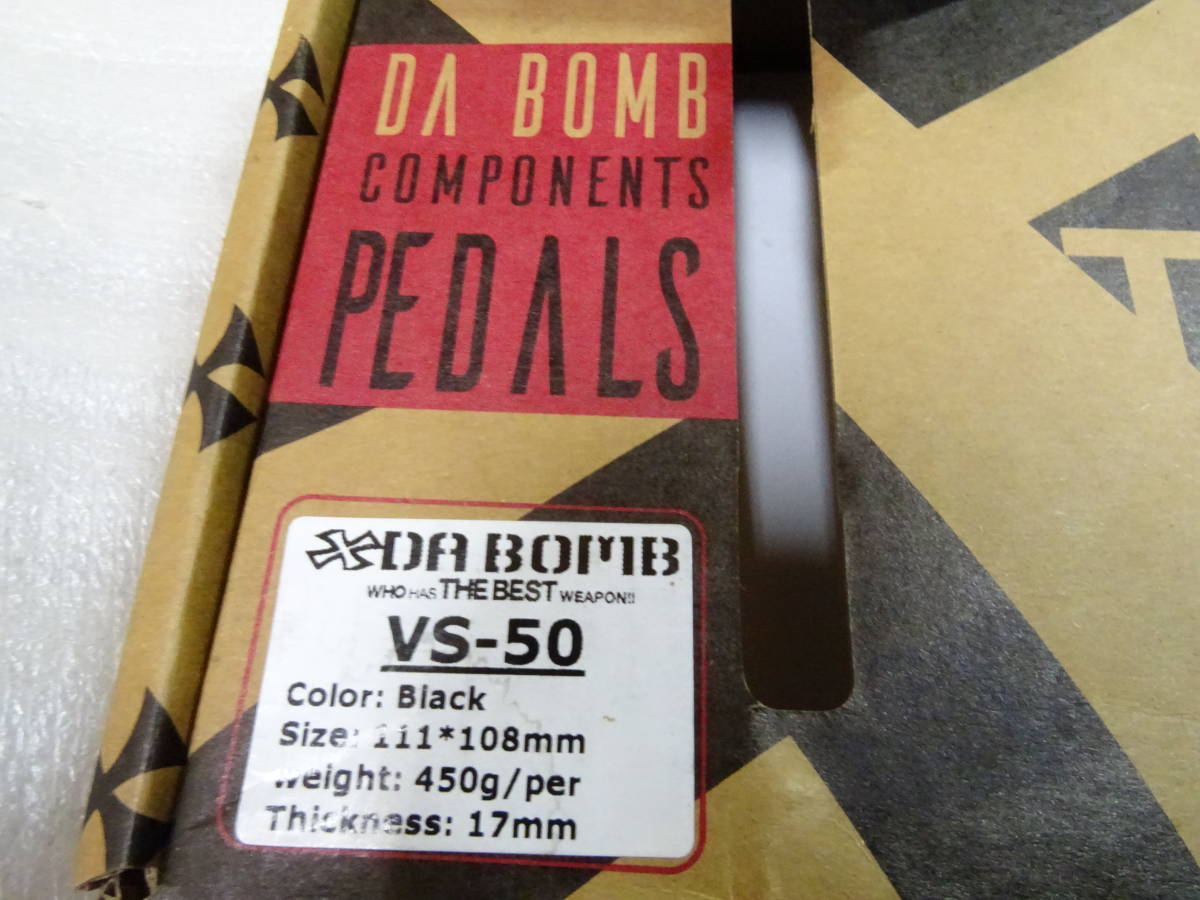 DA BOMB
COMPONENTS
PEDALS
DA BOMB
WHO HAS THE BEST WEAPON!!
VS-50
Color: Black
Size: 111*108mm
Weight: 450g/per
Thickness: 17mm